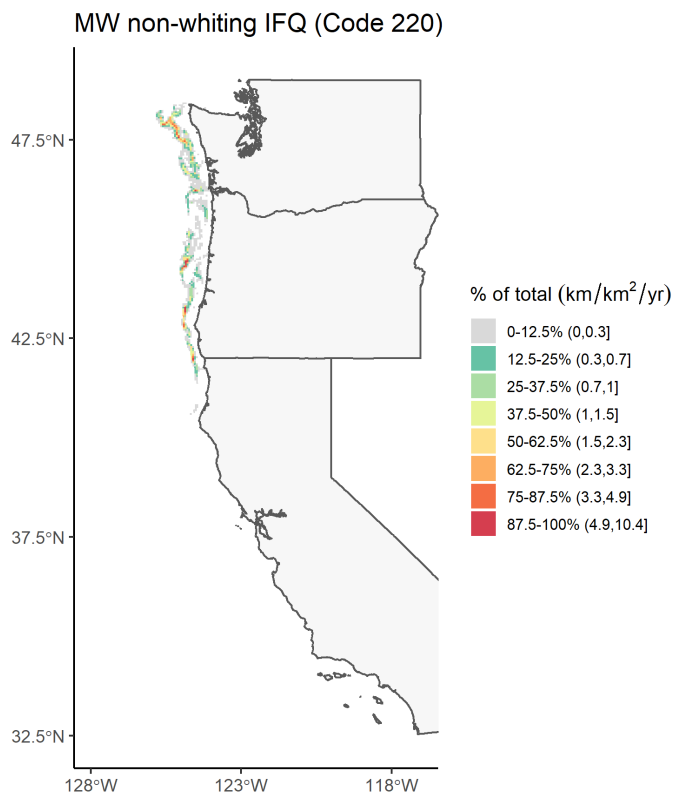 MW non-whiting IFQ (Code 220)
47.5°N
42.5°N
37.5°N
32.5°N
128°W
123°W
118°W
% of total (km/km²/yr)
0-12.5% (0,0.3]
12.5-25% (0.3,0.7]
25-37.5% (0.7,1]
37.5-50% (1,1.5]
50-62.5% (1.5,2.3]
62.5-75% (2.3,3.3]
75-87.5% (3.3,4.9]
87.5-100% (4.9,10.4]